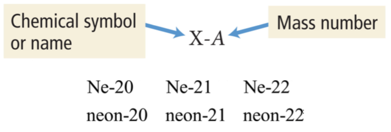 Chemical symbol
or name
X-A
Mass number
Ne-20 Ne-21 Ne-22
neon-20 neon-21 neon-22